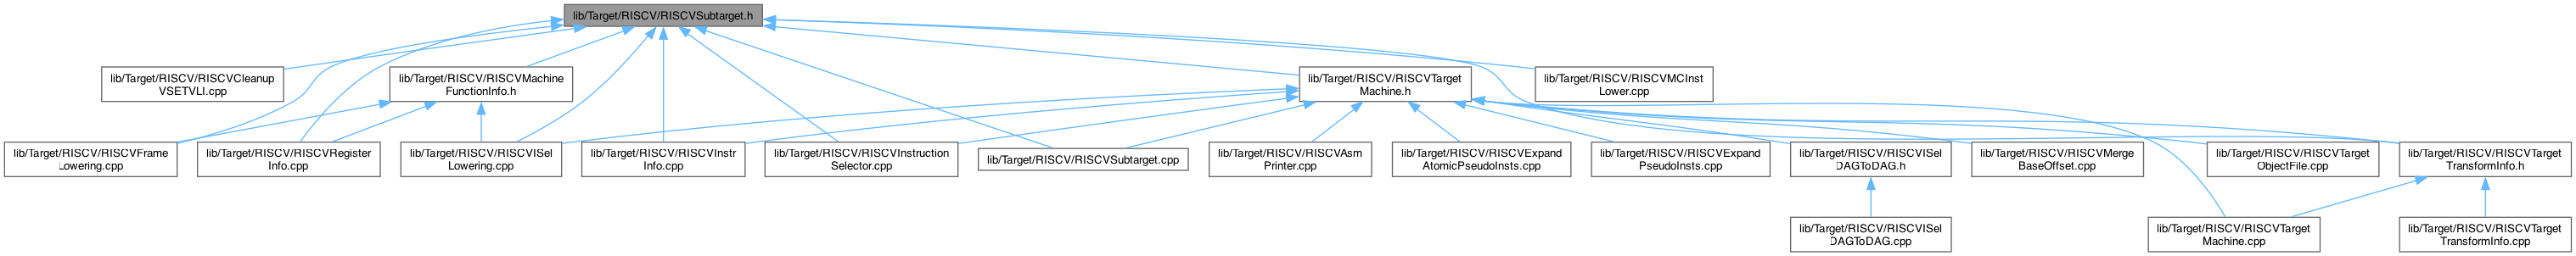 lib/Target/RISCV/RISCVSubtarget.h
lib/Target/RISCV/RISCVCleanup
VSETVLI.cpp
lib/Target/RISCV/RISCVMachine
FunctionInfo.h
lib/Target/RISCV/RISCVTarget
Machine.h
lib/Target/RISCV/RISCVMCInst
Lower.cpp
lib/Target/RISCV/RISCVFrame
Lowering.cpp
lib/Target/RISCV/RISCVRegister
Info.cpp
lib/Target/RISCV/RISCVISel
Lowering.cpp
lib/Target/RISCV/RISCVInstr
Info.cpp
lib/Target/RISCV/RISCVInstruction
Selector.cpp
lib/Target/RISCV/RISCVSubtarget.cpp
lib/Target/RISCV/RISCVAsm
Printer.cpp
lib/Target/RISCV/RISCVExpand
AtomicPseudoInsts.cpp
lib/Target/RISCV/RISCVExpand
PseudoInsts.cpp
lib/Target/RISCV/RISCVISel
DAGToDAG.h
lib/Target/RISCV/RISCVMerge
BaseOffset.cpp
lib/Target/RISCV/RISCVTarget
ObjectFile.cpp
lib/Target/RISCV/RISCVTarget
TransformInfo.h
lib/Target/RISCV/RISCVISel
DAGToDAG.cpp
lib/Target/RISCV/RISCVTarget
Machine.cpp
lib/Target/RISCV/RISCVTarget
TransformInfo.cpp